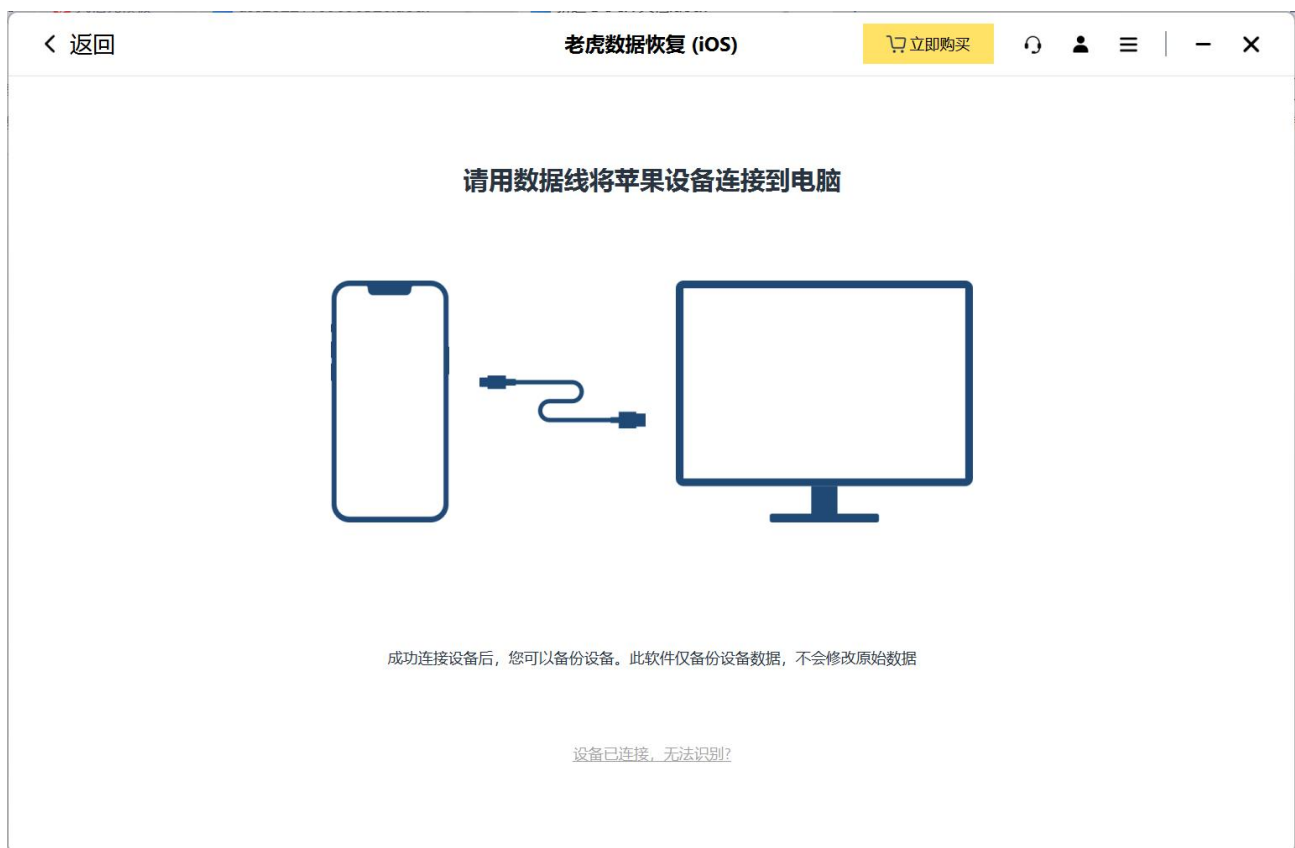 返回
老虎数据恢复 (iOS)
立即购买
请用数据线将苹果设备连接到电脑
成功连接设备后，您可以备份设备。此软件仅备份设备数据，不会修改原始数据
设备已连接，无法识别?